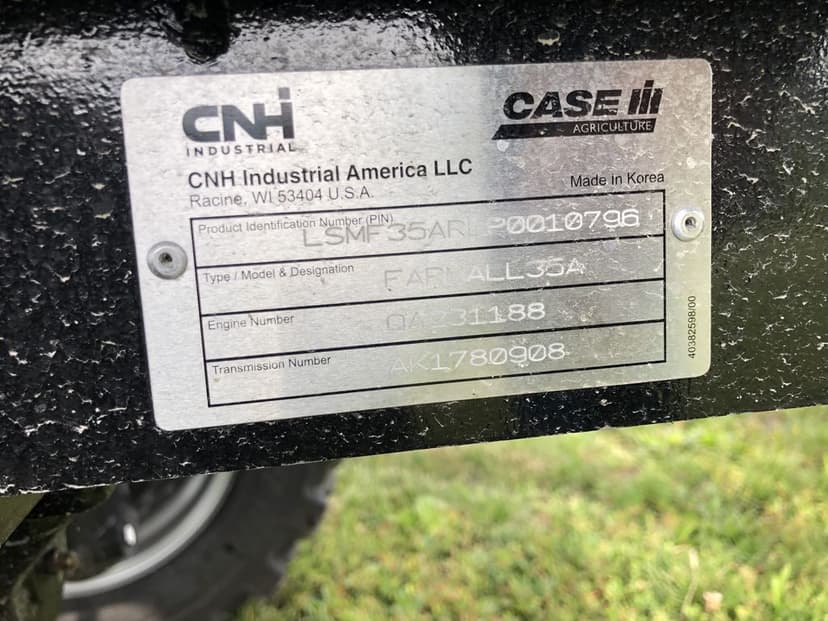 CNH
INDUSTRIAL
CASE IH
AGRICULTURE
CNH Industrial America LLC
Racine, WI 53404 U.S.A.
Made in Korea
Product Identification Number (PIN)
Type / Model & Designation
FARMALL35A
Engine Number
Transmission Number
AK1780908
40382598/00